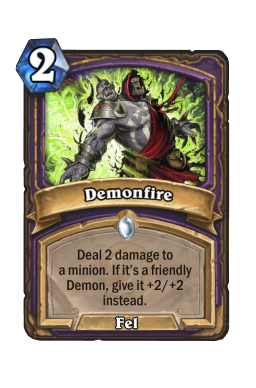 2
Demonfire
Deal 2 damage to
a minion. If it's a friendly
Demon, give it +2/+2
instead.
Fel